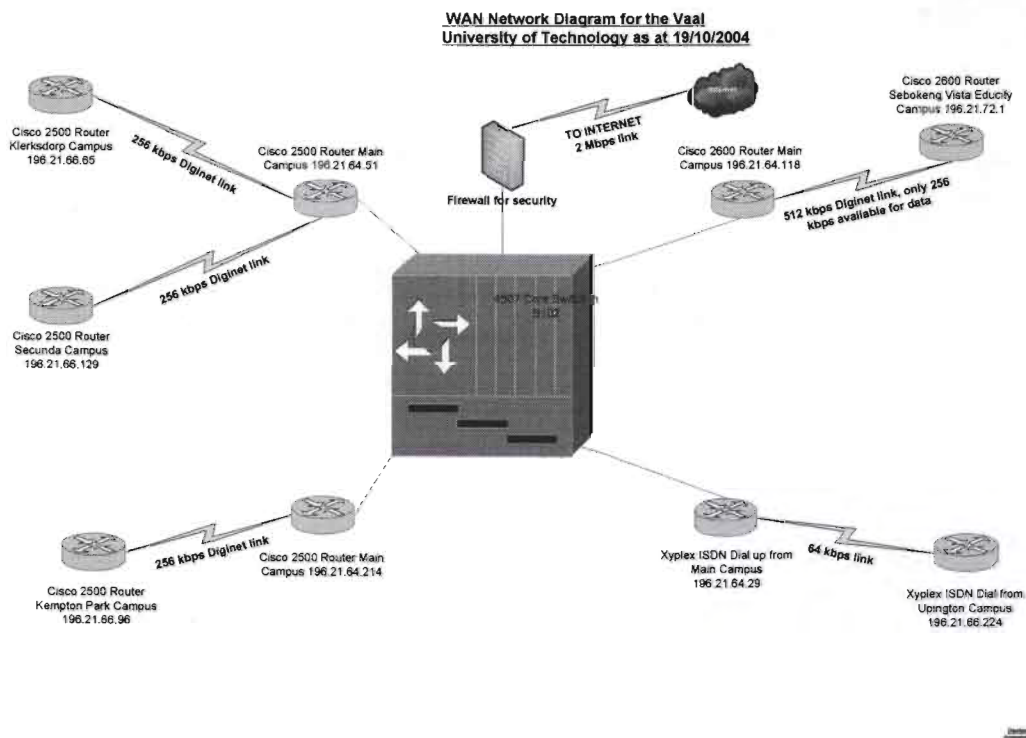 WAN Network Diagram for the Vaal
University of Technology as at 19/10/2004
Cisco 2500 Router
Klerksdorp Campus
196.21.66.65
256 kbps Diginet link
Cisco 2500 Router Main
Campus 196.21.64.51
256 kbps Diginet link
Cisco 2500 Router
Secunda Campus
196.21.66.129
Firewall for security
TO INTERNET
2 Mbps link
Cisco 2600 Router Main
Campus 196.21.64.118
Cisco 2600 Router
Sebokeng Vista Educity
Campus 196.21.72.1
512 kbps Diginet link, only 256
kbps available for data
4507 Core Switch in
Cisco 2500 Router
Kempton Park Campus
196.21.66.96
256 kbps Diginet link
Cisco 2500 Router Main
Campus 196.21.64.214
Xyplex ISDN Dial up from
Main Campus
196.21.64.29
64 kbps link
Xyplex ISDN Dial from
Upington Campus
196.21.66.224